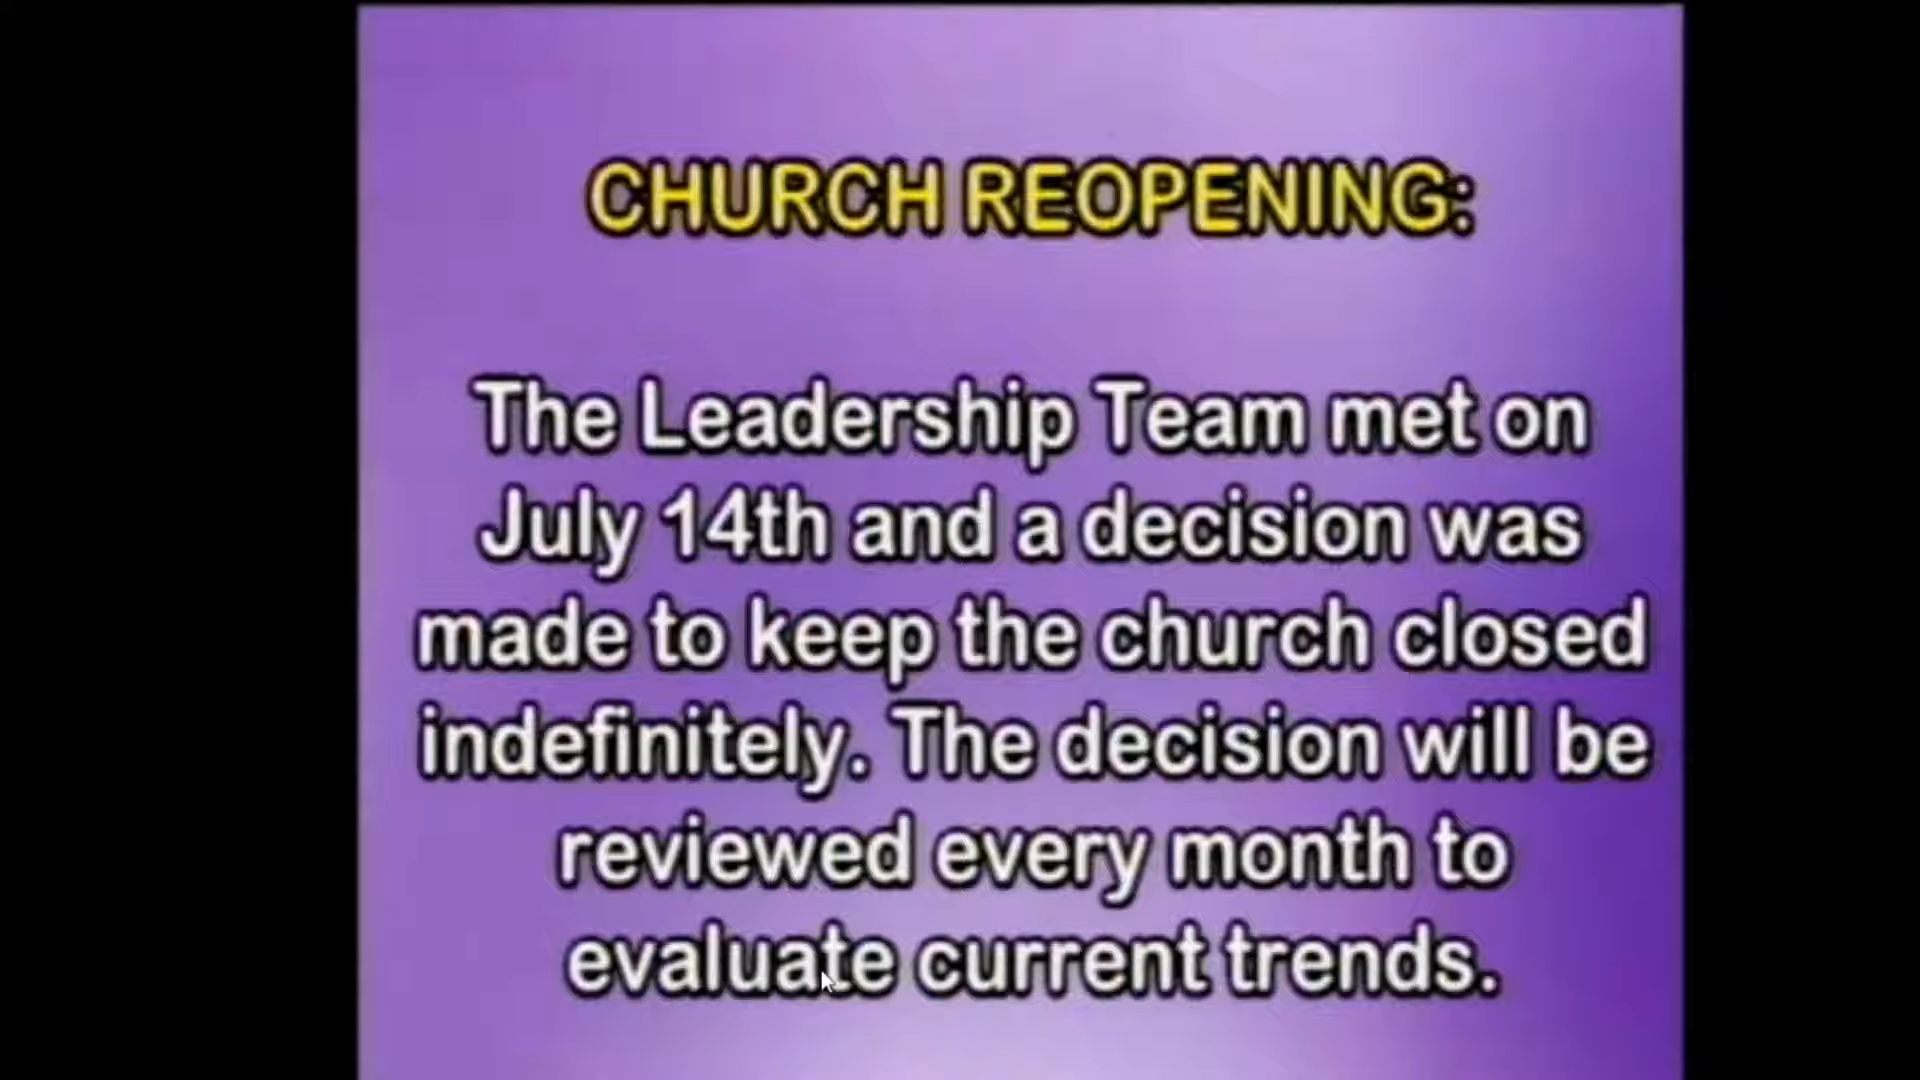 CHURCH REOPENING:
The Leadership Team met on
July 14th and a decision was
made to keep the church closed
indefinitely. The decision will be
reviewed every month to
evaluate current trends.